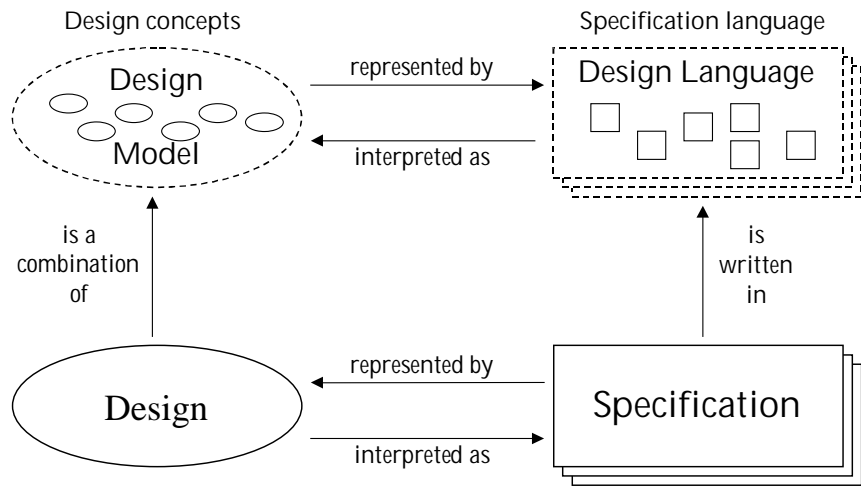 Design concepts
Specification language
Design
Model
represented by
interpreted as
Design Language
is a
combination
of
is
written
in
Design
represented by
interpreted as
Specification